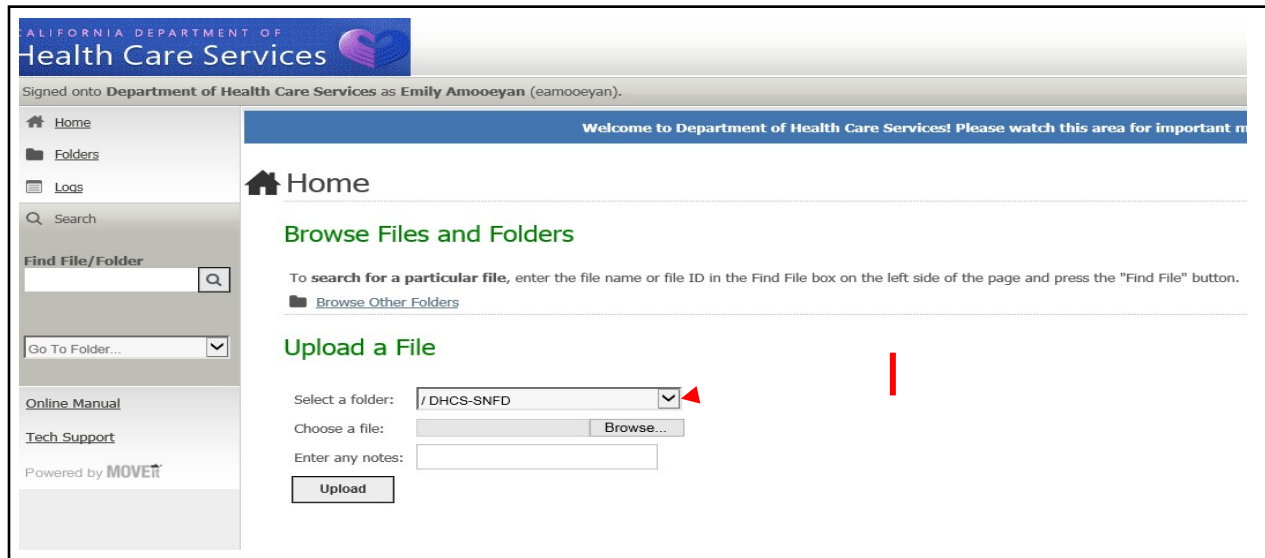 CALIFORNIA DEPARTMENT OF
Health Care Services
Signed onto Department of Health Care Services as Emily Amooeyan (eamooeyan).
Home
Folders
Logs
Search
Find File/Folder
Go To Folder...
Online Manual
Tech Support
Powered by MOVEit
Welcome to Department of Health Care Services! Please watch this area for important m
Home
Browse Files and Folders
To search for a particular file, enter the file name or file ID in the Find File box on the left side of the page and press the "Find File" button.
Browse Other Folders
Upload a File
Select a folder: / DHCS-SNFD
Choose a file: Browse...
Enter any notes:
Upload